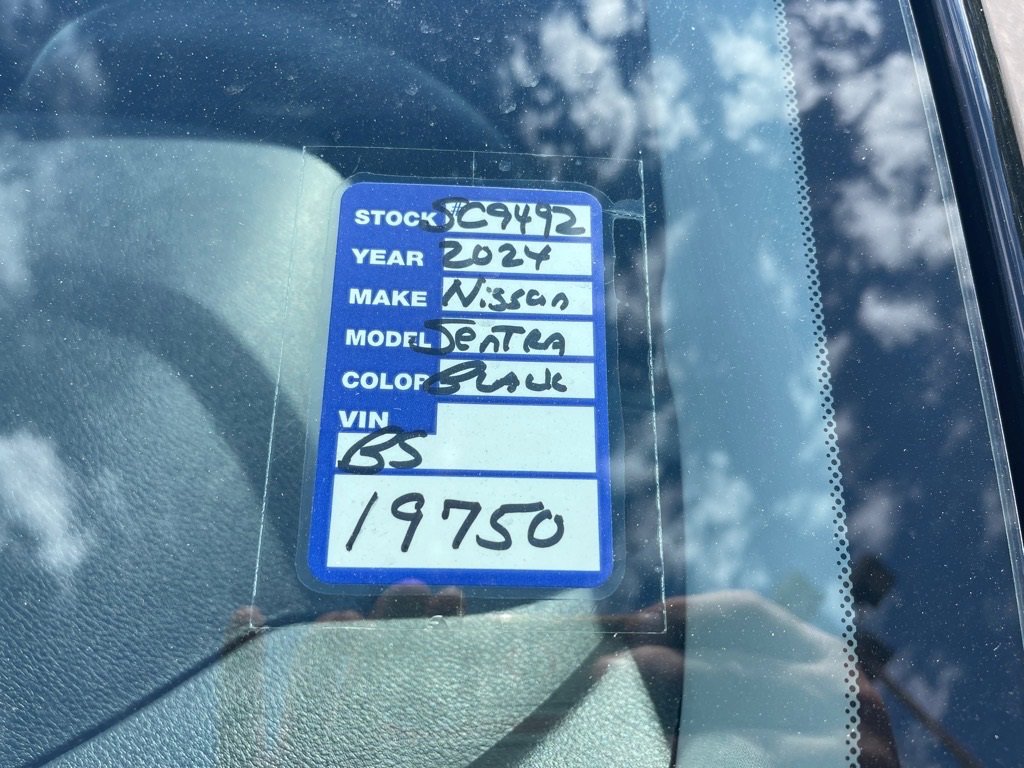 STOCK# SC9492
YEAR 2024
MAKE Nissan
MODEL SenTRA
COLOR BLACK
VIN
BS
19750